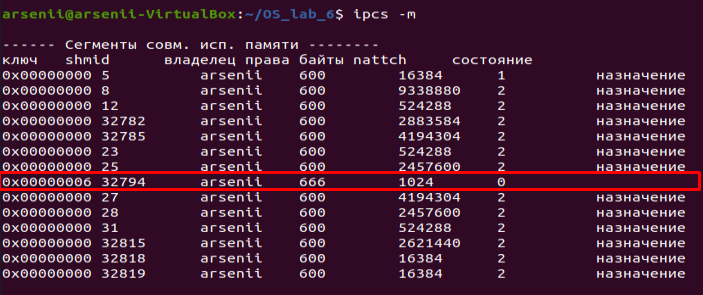 arsenii@arsenii-VirtualBox:~/OS_lab_6$ ipcs -m
------ Сегменты совм. исп. памяти --------
ключ shmid владелец права байты nattch состояние
0x00000000 5 arsenii 600 16384 1 назначение
0x00000000 8 arsenii 600 9338880 2 назначение
0x00000000 12 arsenii 600 524288 2 назначение
0x00000000 32782 arsenii 600 2883584 2 назначение
0x00000000 32785 arsenii 600 4194304 2 назначение
0x00000000 23 arsenii 600 524288 2 назначение
0x00000000 25 arsenii 600 2457600 2 назначение
0x00000006 32794 arsenii 666 1024 0
0x00000000 27 arsenii 600 4194304 2 назначение
0x00000000 28 arsenii 600 2457600 2 назначение
0x00000000 31 arsenii 600 524288 2 назначение
0x00000000 32815 arsenii 600 2621440 2 назначение
0x00000000 32818 arsenii 600 16384 2 назначение
0x00000000 32819 arsenii 600 16384 2 назначение